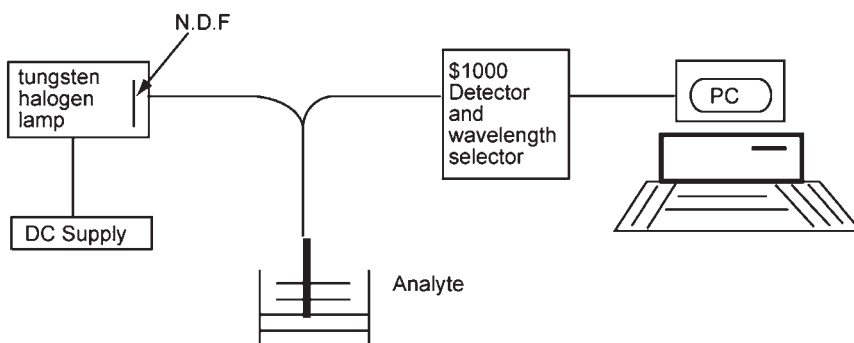 N.D.F
tungsten
halogen
lamp
DC Supply
$1000
Detector
and
wavelength
selector
PC
Analyte